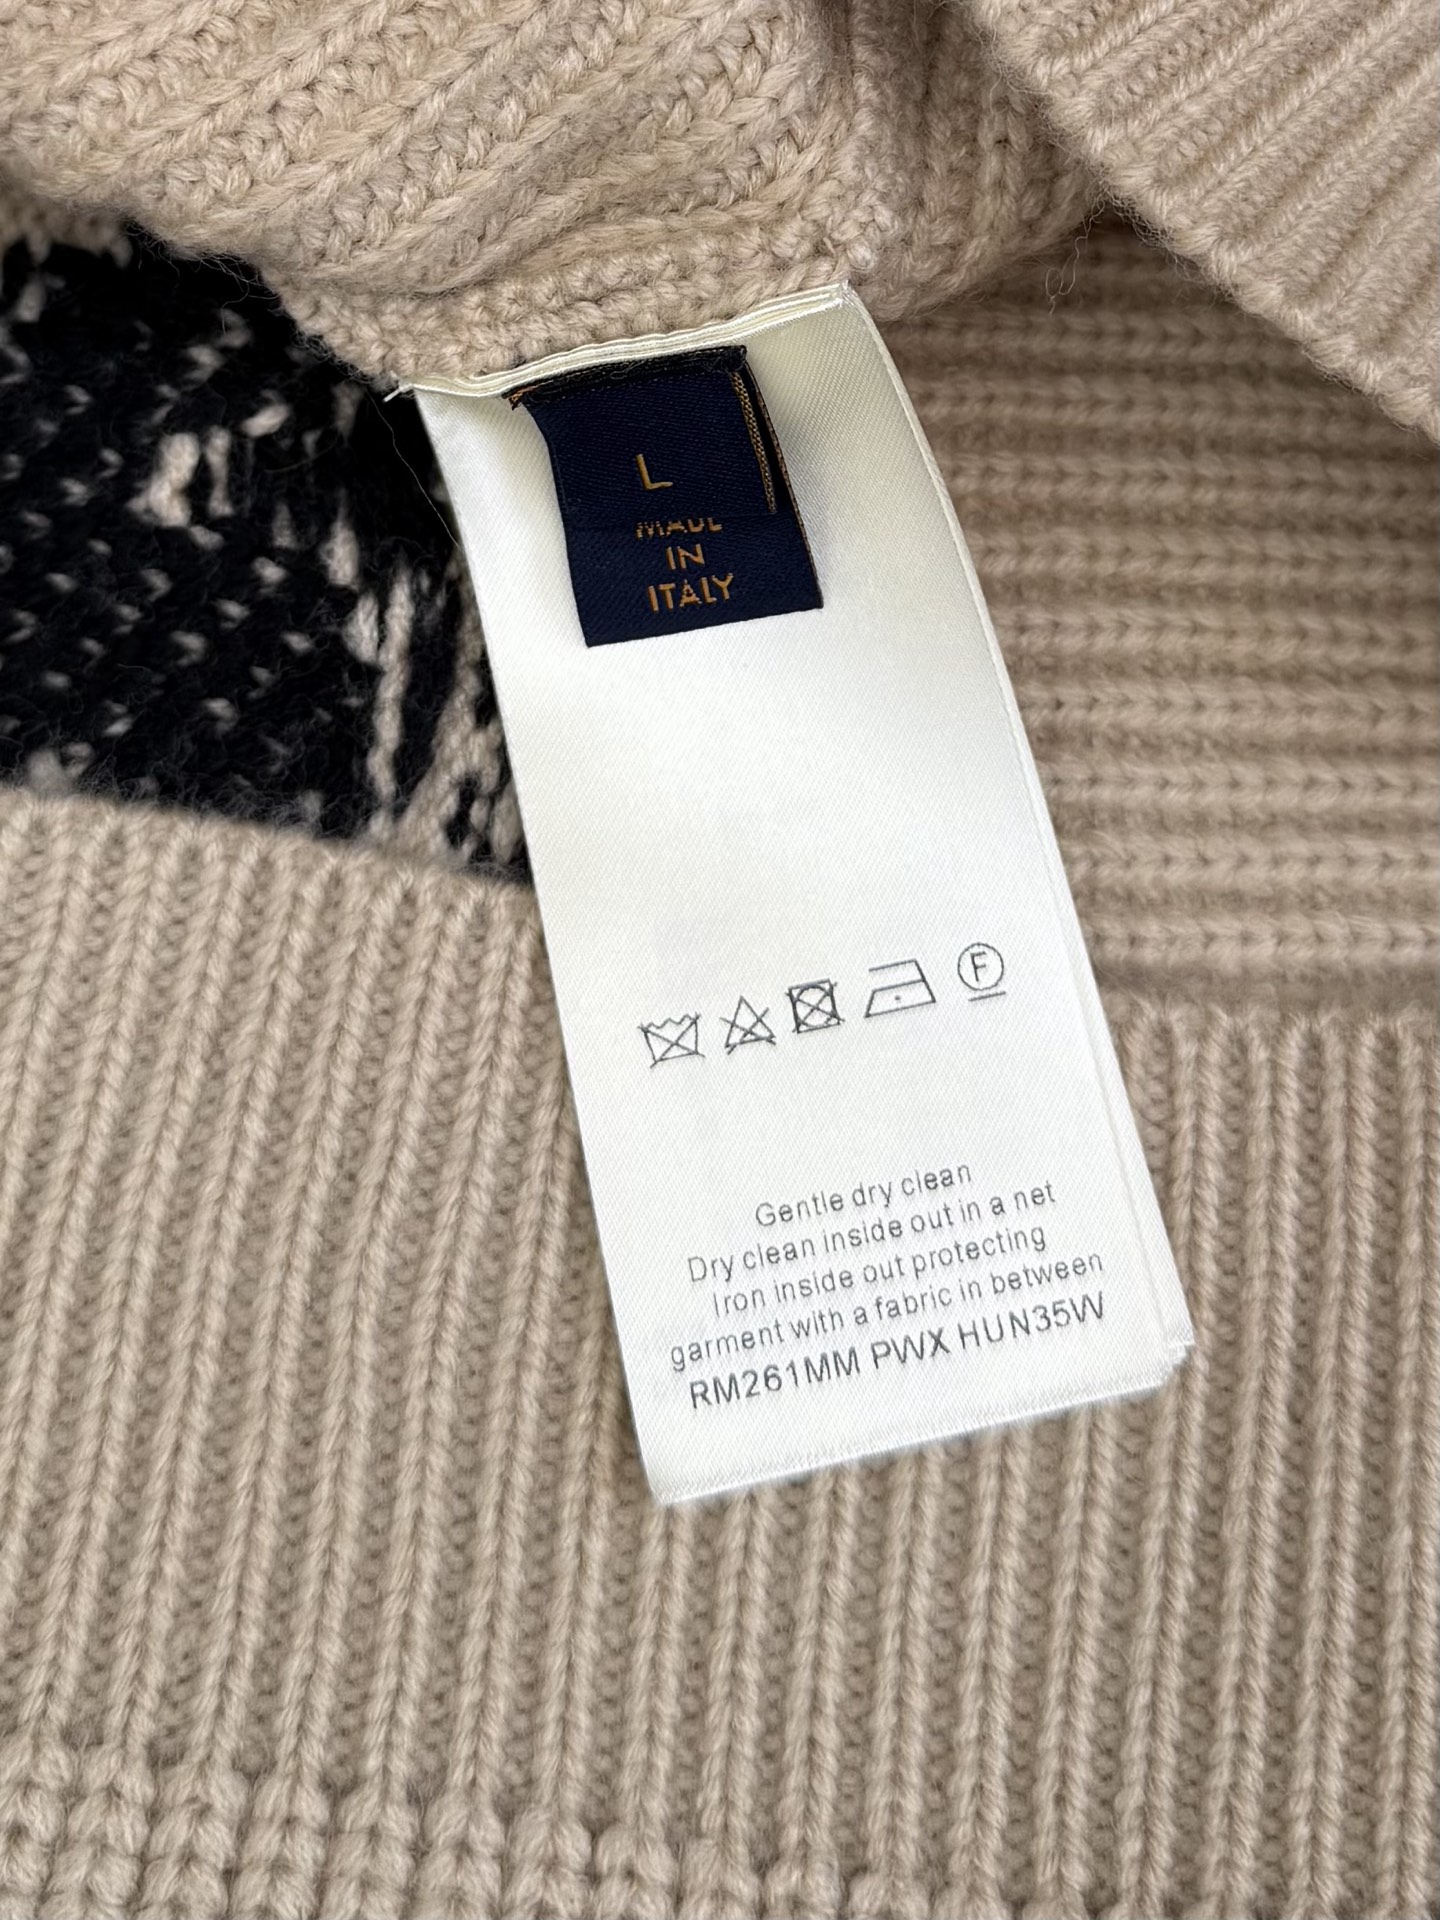 L
MADE
IN
ITALY
F
Gentle dry clean
Dry clean inside out in a net
Iron inside out protecting
garment with a fabric in between
RM261MM PWX HUN35W